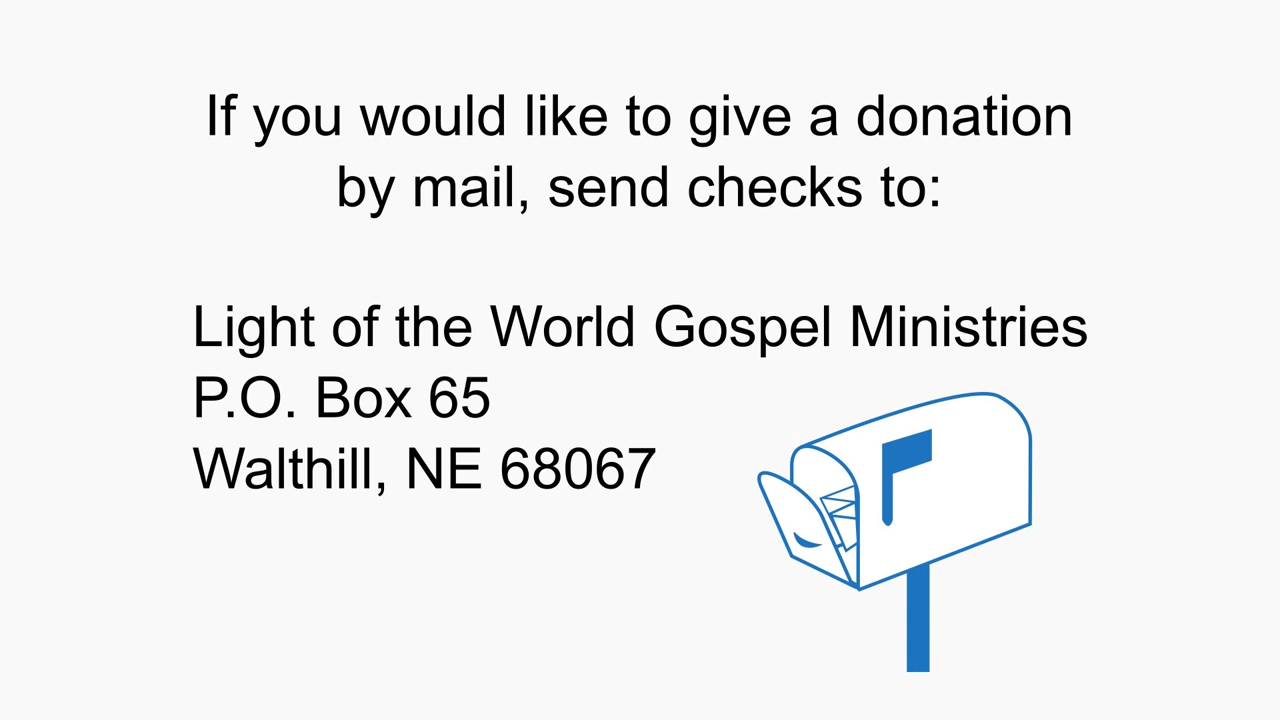 If you would like to give a donation
by mail, send checks to:
Light of the World Gospel Ministries
P.O. Box 65
Walthill, NE 68067